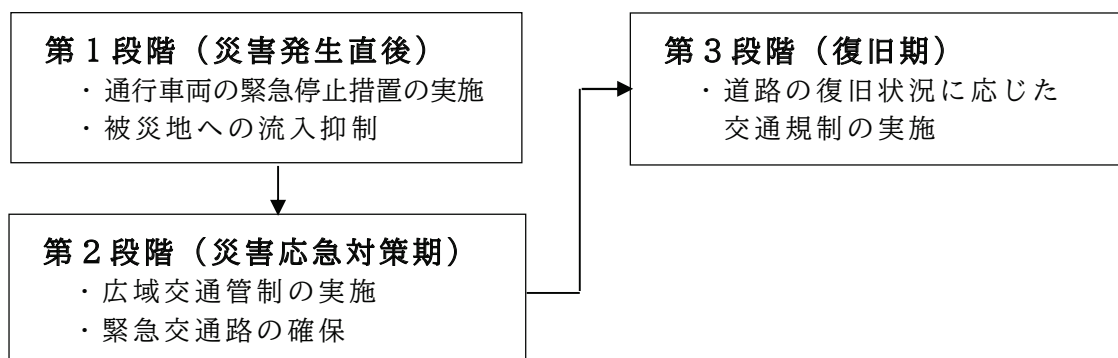 第１段階（災害発生直後）
・通行車両の緊急停止措置の実施
・被災地への流入抑制
第２段階（災害応急対策期）
・広域交通管制の実施
・緊急交通路の確保
第３段階（復旧期）
・道路の復旧状況に応じた
交通規制の実施